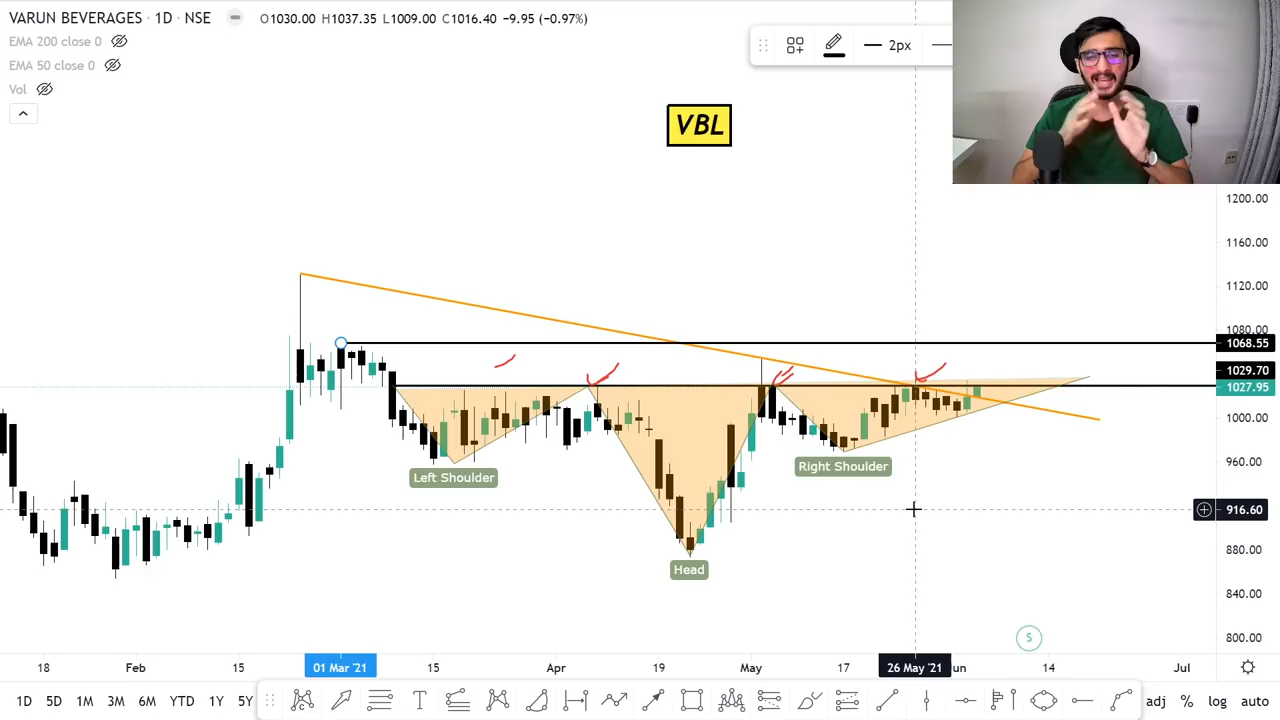 VARUN BEVERAGES · 1D · NSE O1030.00 H1037.35 L1009.00 C1016.40 -9.95 (-0.97%)
EMA 200 close 0
EMA 50 close 0
Vol
2px
VBL
1200.00
1160.00
1120.00
1080.00
1068.55
1029.70
1027.95
1000.00
960.00
916.60
880.00
840.00
800.00
Left Shoulder
Right Shoulder
Head
S
18 Feb 15 01 Mar '21 15 Apr 19 May 17 26 May '21 un 14 Jul
1D 5D 1M 3M 6M YTD 1Y 5Y T adj % log auto